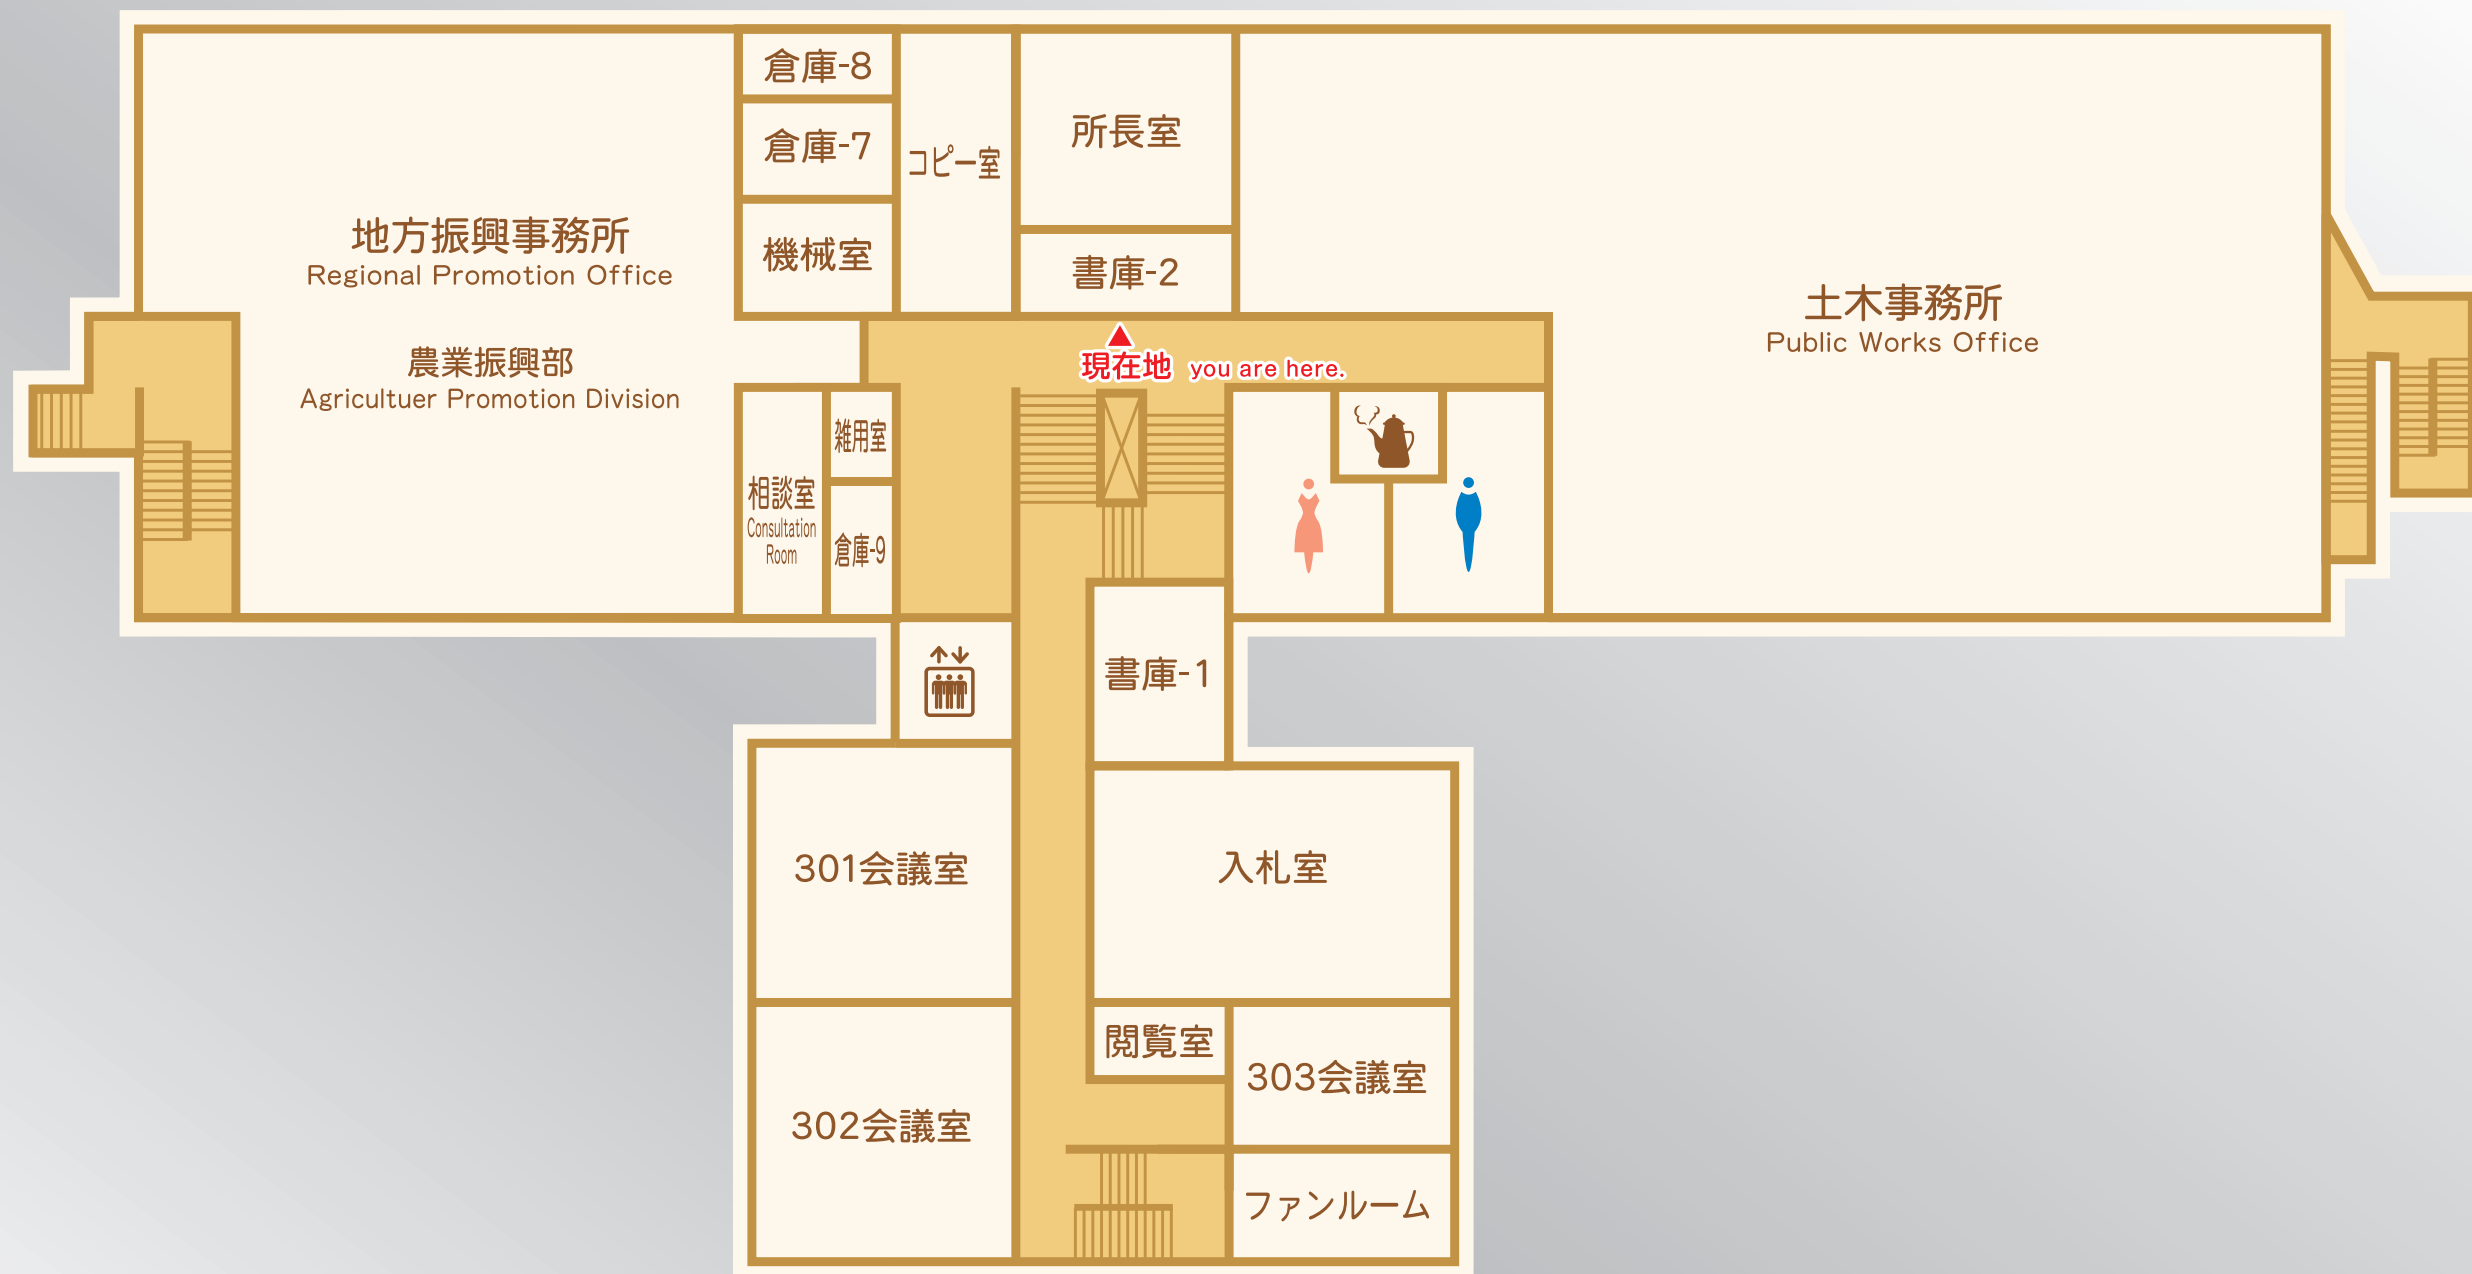 倉庫-8
倉庫-7
コピー室
所長室
機械室
書庫-2
地方振興事務所
Regional Promotion Office
農業振興部
Agricultuer Promotion Division
土木事務所
Public Works Office
現在地 you are here.
雑用室
相談室
Consultation
Room
倉庫-9
書庫-1
301会議室
入札室
閲覧室
303会議室
302会議室
ファンルーム